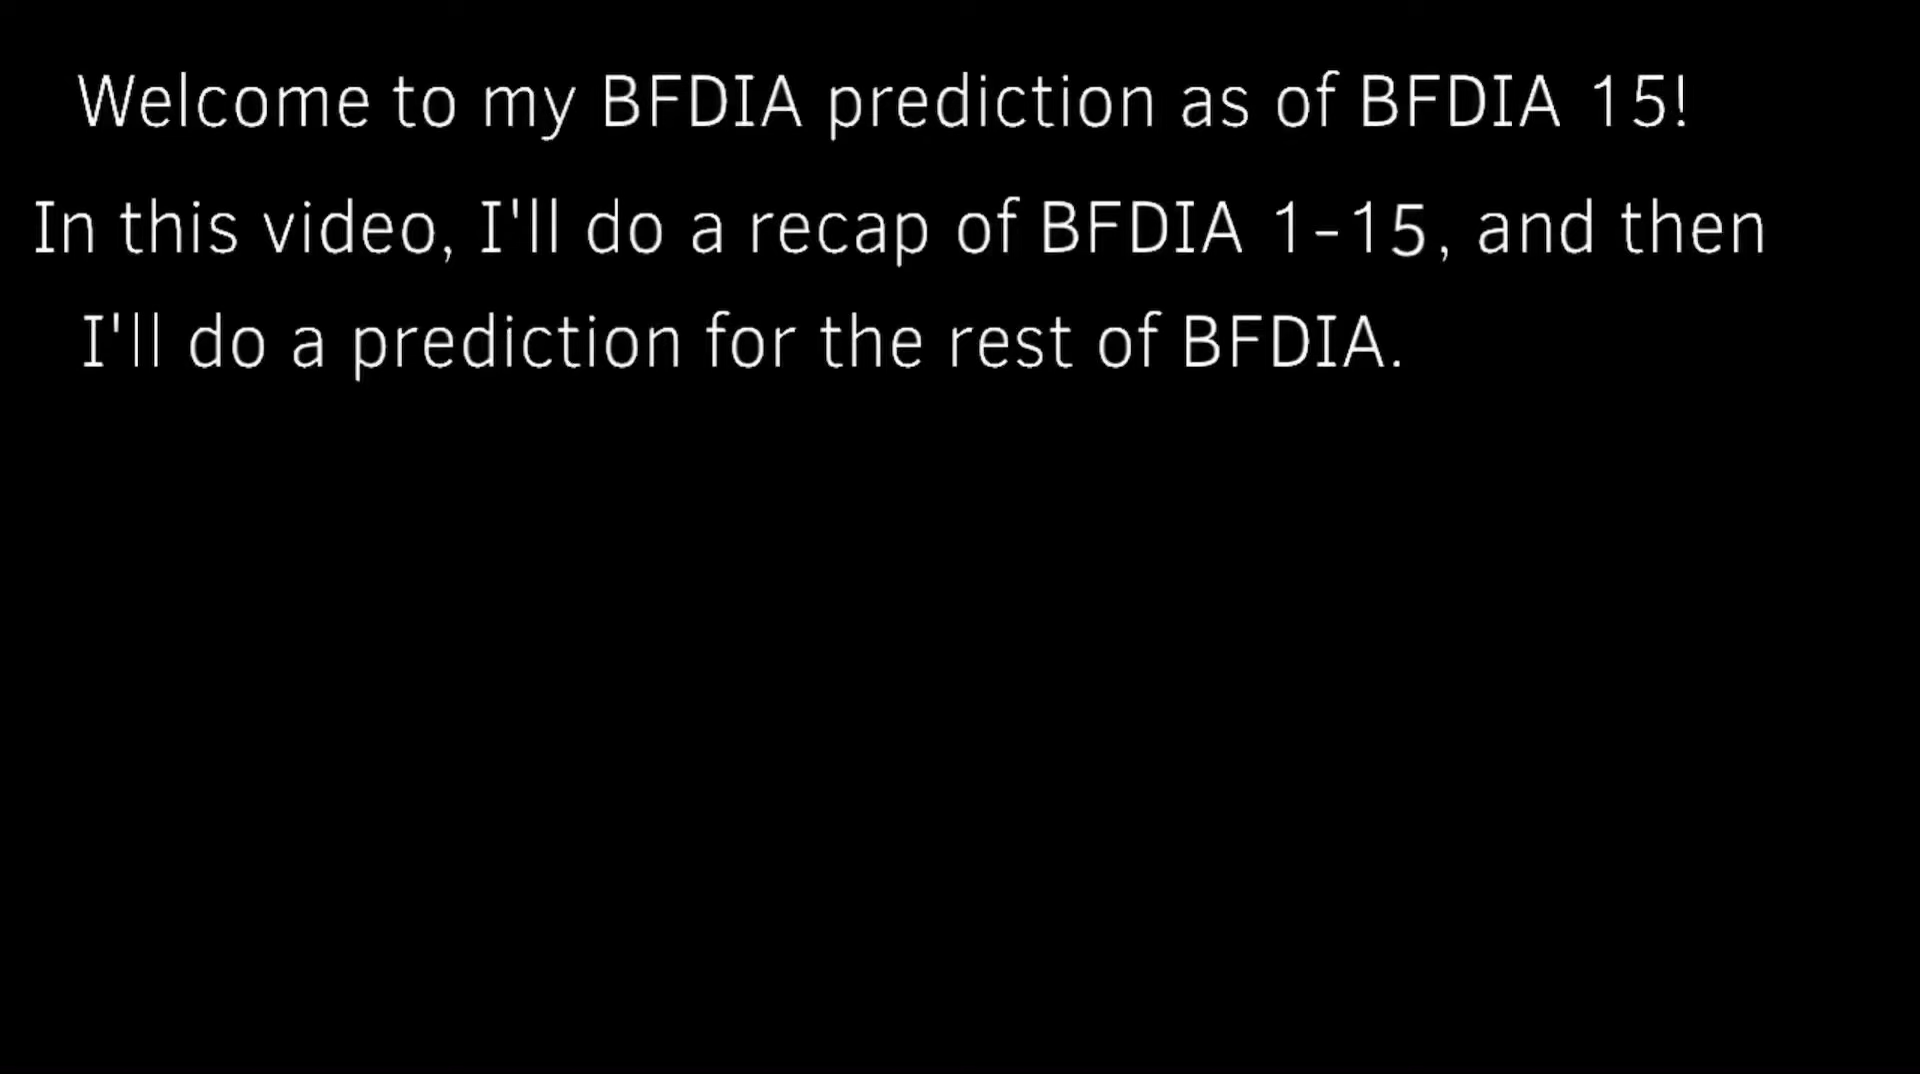 Welcome to my BFDIA prediction as of BFDIA 15!
In this video, I'll do a recap of BFDIA 1-15, and then
I'll do a prediction for the rest of BFDIA.